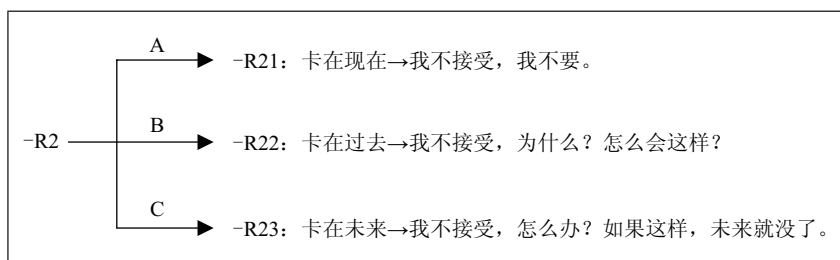 A
-R21：卡在现在→我不接受，我不要。
B
-R2
-R22：卡在过去→我不接受，为什么？怎么会这样？
C
-R23：卡在未来→我不接受，怎么办？如果这样，未来就没了。